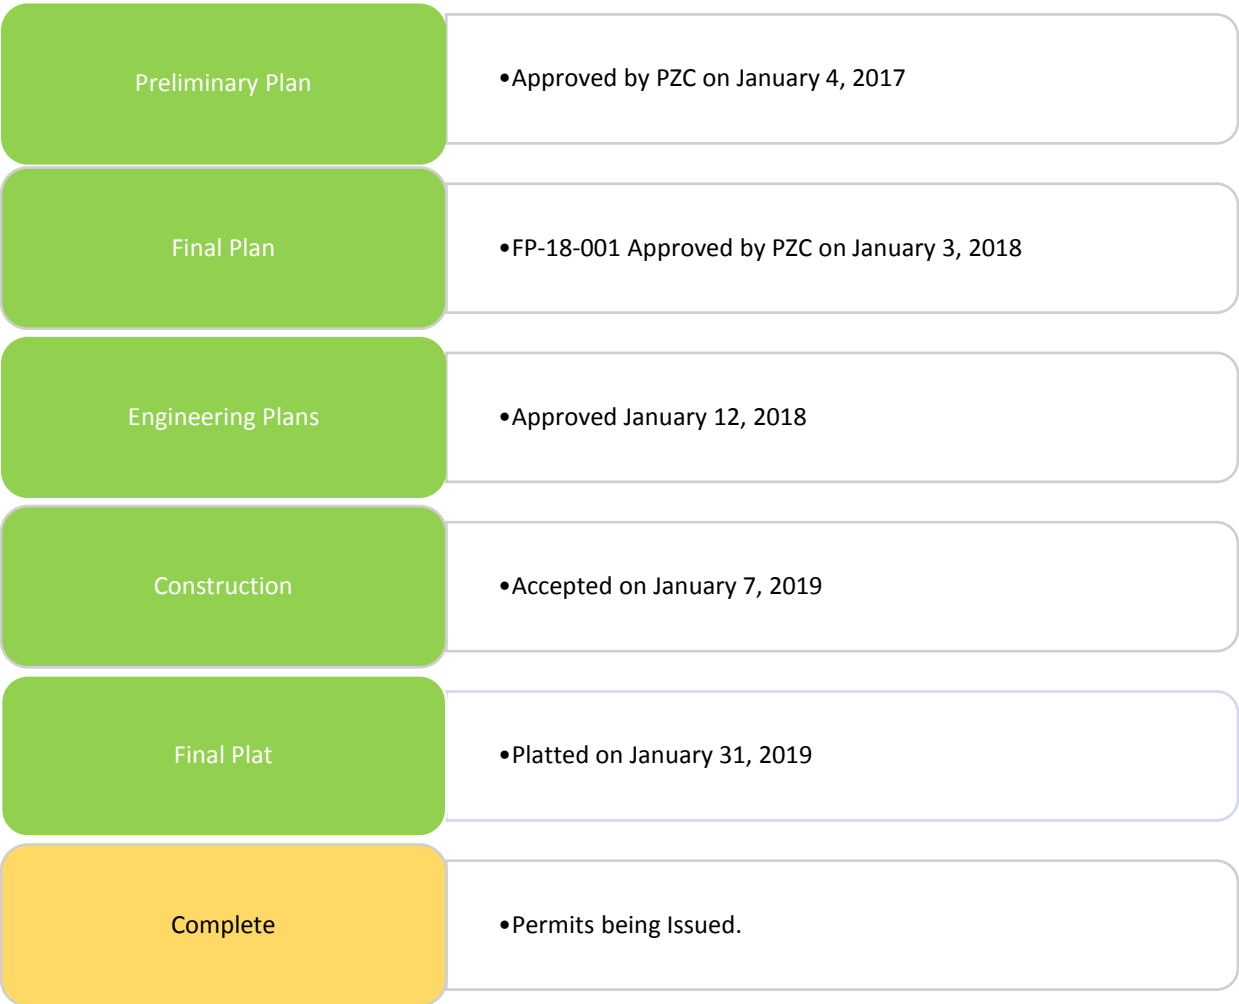 Preliminary Plan
•Approved by PZC on January 4, 2017
Final Plan
•FP-18-001 Approved by PZC on January 3, 2018
Engineering Plans
•Approved January 12, 2018
Construction
•Accepted on January 7, 2019
Final Plat
•Platted on January 31, 2019
Complete
•Permits being Issued.